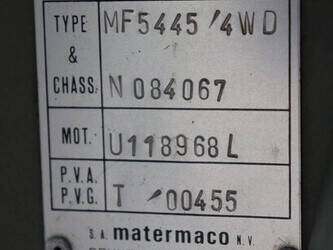 TYPE MF5445/4WD
&
CHASS. N084067
MOT. U118968L
P.V.A.
P.V.G. T /00455
S.A. matermaco N.V.